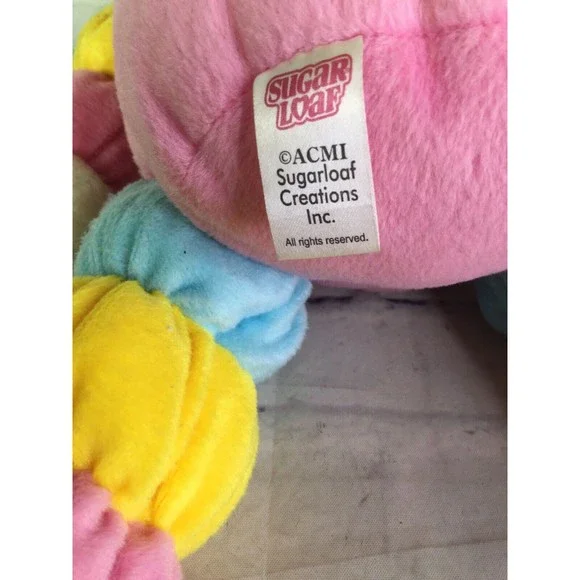 SUGAR
LOAF
©ACMI
Sugarloaf
Creations
Inc.
All rights reserved.